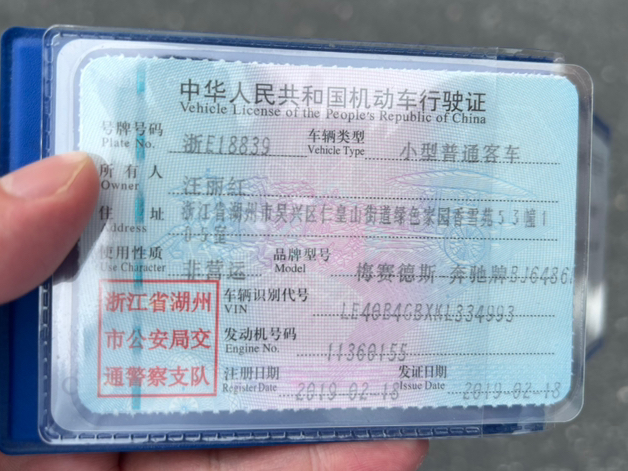 中华人民共和国机动车行驶证
Vehicle License of the People's Republic of China
号牌号码 浙E18839 车辆类型 小型普通客车
Plate No. Vehicle Type
所有人 汪丽红
Owner
住址 浙江省湖州市吴兴区仁皇山街道绿色家园香雪苑53幢1
Address 0-5室
使用性质 非营运 品牌型号 梅赛德斯-奔驰牌BJ6486
Use Character Model
浙江省湖州 车辆识别代号 LE40B4GBXKL334993
VIN
市公安局交 发动机号码 11360155
Engine No.
通警察支队 注册日期 2019-02-18 发证日期 2019-02-18
Register Date Issue Date